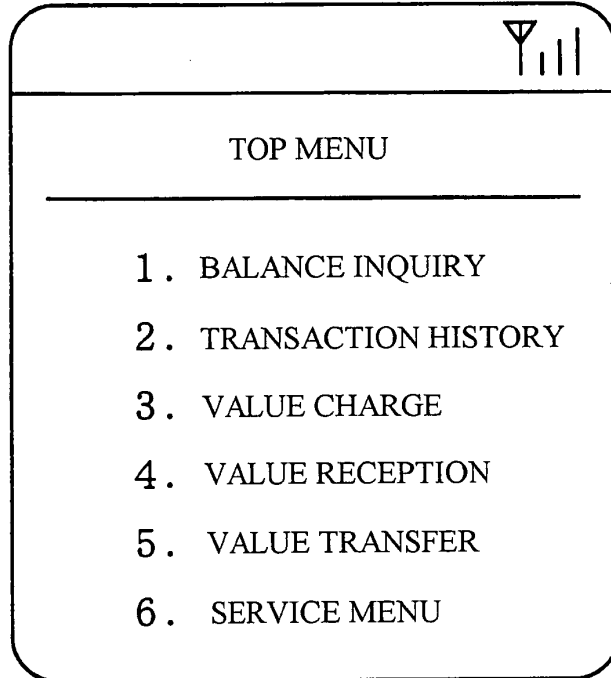 TOP MENU
1. BALANCE INQUIRY
2. TRANSACTION HISTORY
3. VALUE CHARGE
4. VALUE RECEPTION
5. VALUE TRANSFER
6. SERVICE MENU